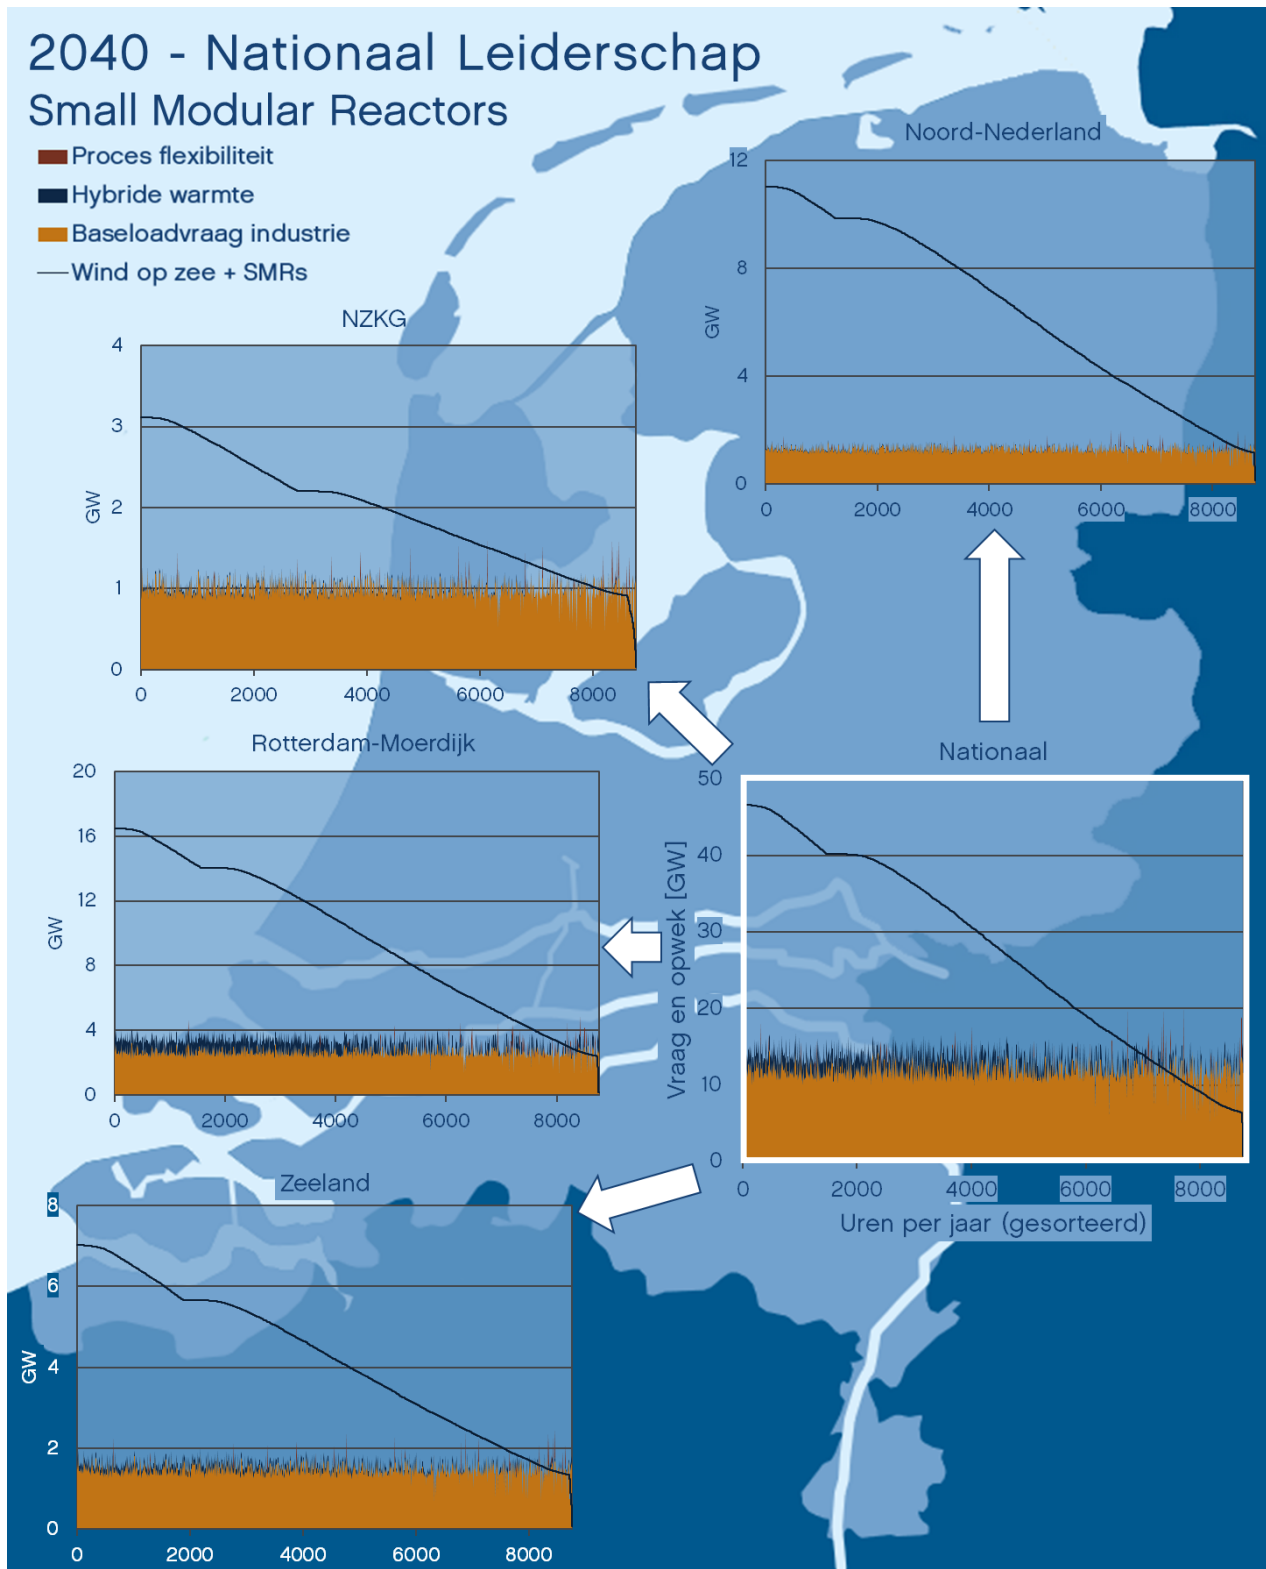 2040 - Nationaal Leiderschap
Small Modular Reactors
Proces flexibiliteit
Hybride warmte
Baseloadvraag industrie
Wind op zee + SMRs
Noord-Nederland
12
8
4
0
GW
0 2000 4000 6000 8000
NZKG
4
3
2
1
0
GW
0 2000 4000 6000 8000
Rotterdam-Moerdijk
20
16
12
8
4
0
GW
0 2000 4000 6000 8000
Nationaal
50
40
30
20
10
0
Vraag en opwek [GW]
0 2000 4000 6000 8000
Uren per jaar (gesorteerd)
Zeeland
8
6
4
2
0
GW
0 2000 4000 6000 8000